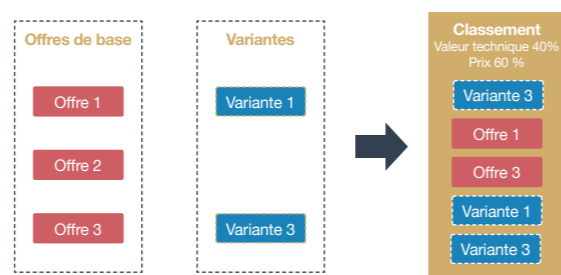 Offres de base
Offre 1
Offre 2
Offre 3
Variantes
Variante 1
Variante 3
Classement
Valeur technique 40%
Prix 60 %
Variante 3
Offre 1
Offre 3
Variante 1
Variante 3